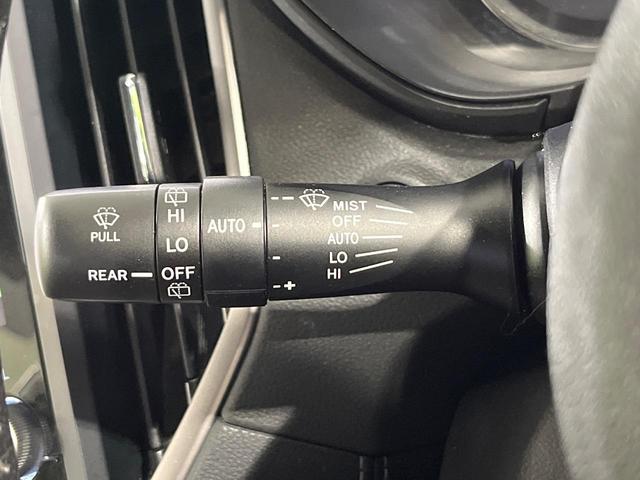 PULL
REAR
HI
LO
OFF
AUTO
- +
MIST
OFF
AUTO
LO
HI